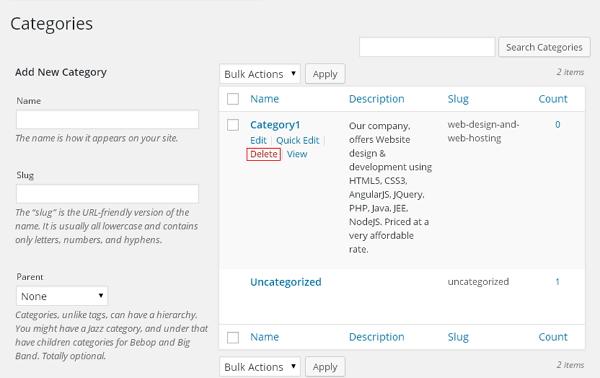 Categories
Search Categories
Add New Category
Bulk Actions
Apply
2 items
Name
The name is how it appears on your site.
Slug
The “slug” is the URL-friendly version of the
name. It is usually all lowercase and contains
only letters, numbers, and hyphens.
Parent
None
Categories, unlike tags, can have a hierarchy.
You might have a Jazz category, and under that
have children categories for Bebop and Big
Band. Totally optional.
Name Description Slug Count
Category1
Edit | Quick Edit |
Delete View
Our company,
offers Website
design &
development using
HTML5, CSS3,
AngularJS, JQuery,
PHP, Java, JEE,
NodeJS. Priced at a
very affordable
rate.
web-design-and-
web-hosting
0
Uncategorized uncategorized 1
Name Description Slug Count
Bulk Actions
Apply
2 items